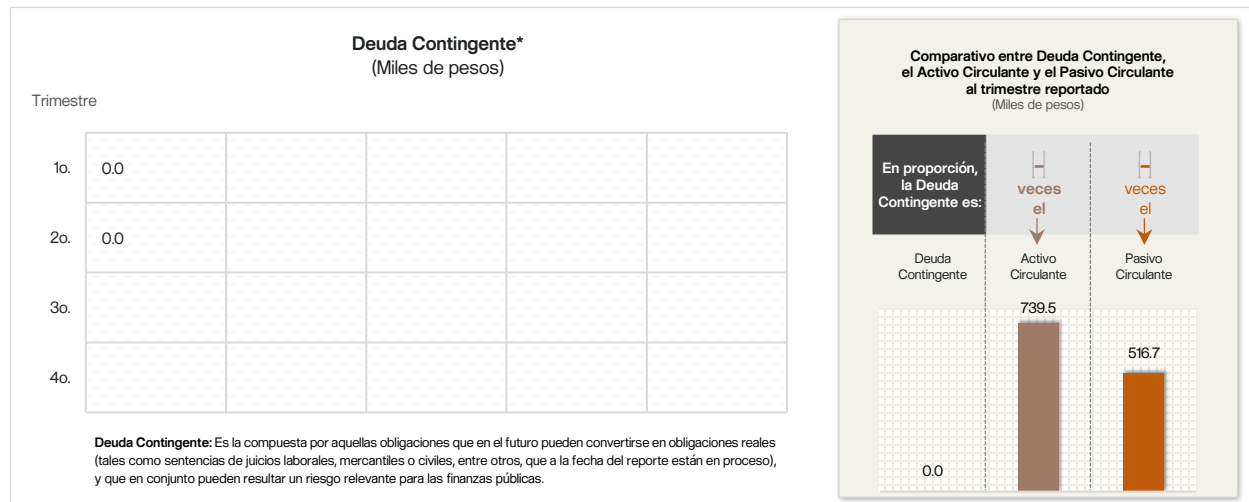 Deuda Contingente*
(Miles de pesos)
Trimestre
1o. 0.0
2o. 0.0
3o.
4o.
Deuda Contingente: Es la compuesta por aquellas obligaciones que en el futuro pueden convertirse en obligaciones reales
(tales como sentencias de juicios laborales, mercantiles o civiles, entre otros, que a la fecha del reporte están en proceso),
y que en conjunto pueden resultar un riesgo relevante para las finanzas públicas.
Comparativo entre Deuda Contingente,
el Activo Circulante y el Pasivo Circulante
al trimestre reportado
(Miles de pesos)
En proporción,
la Deuda
Contingente es:
-
veces
el
-
veces
el
Deuda
Contingente
Activo
Circulante
Pasivo
Circulante
739.5
516.7
0.0